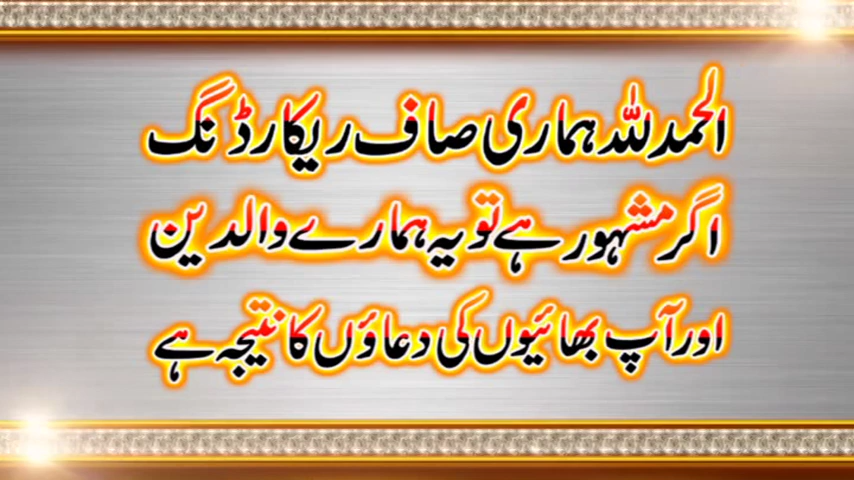 الحمدللہ ہماری صاف ریکارڈنگ
اگر مشہور ہے تو یہ ہمارے والدین
اور آپ بھائیوں کی دعاؤں کا نتیجہ ہے